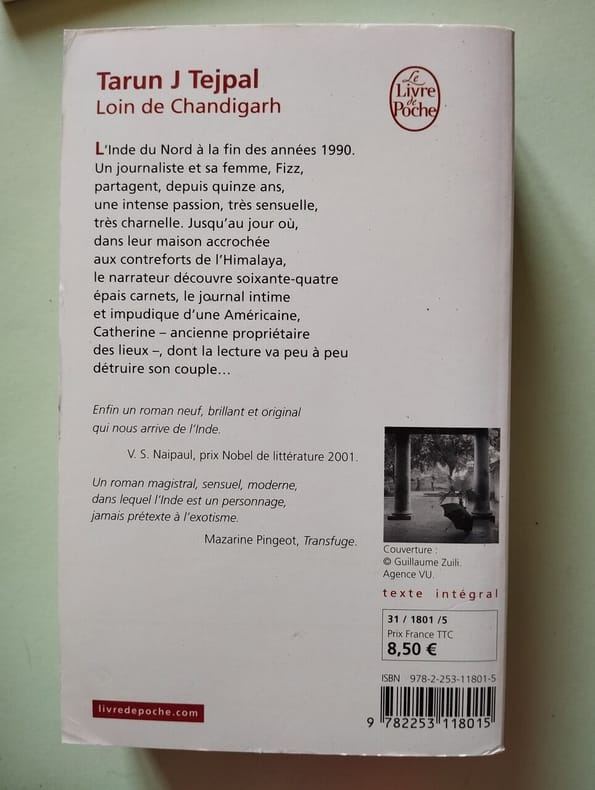 Tarun J Tejpal
Loin de Chandigarh
Le
Livre
de
Poche
L'Inde du Nord à la fin des années 1990.
Un journaliste et sa femme, Fizz,
partagent, depuis quinze ans,
une intense passion, très sensuelle,
très charnelle. Jusqu'au jour où,
dans leur maison accrochée
aux contreforts de l'Himalaya,
le narrateur découvre soixante-quatre
épais carnets, le journal intime
et impudique d'une Américaine,
Catherine – ancienne propriétaire
des lieux –, dont la lecture va peu à peu
détruire son couple…
Enfin un roman neuf, brillant et original
qui nous arrive de l'Inde.
V. S. Naipaul, prix Nobel de littérature 2001.
Un roman magistral, sensuel, moderne,
dans lequel l'Inde est un personnage,
jamais prétexte à l'exotisme.
Mazarine Pingeot, Transfuge.
Couverture :
© Guillaume Zuili.
Agence VU.
texte intégral
31 / 1801 /5
Prix France TTC
8,50 €
ISBN 978-2-253-11801-5
9 782253 118015
livredepoche.com